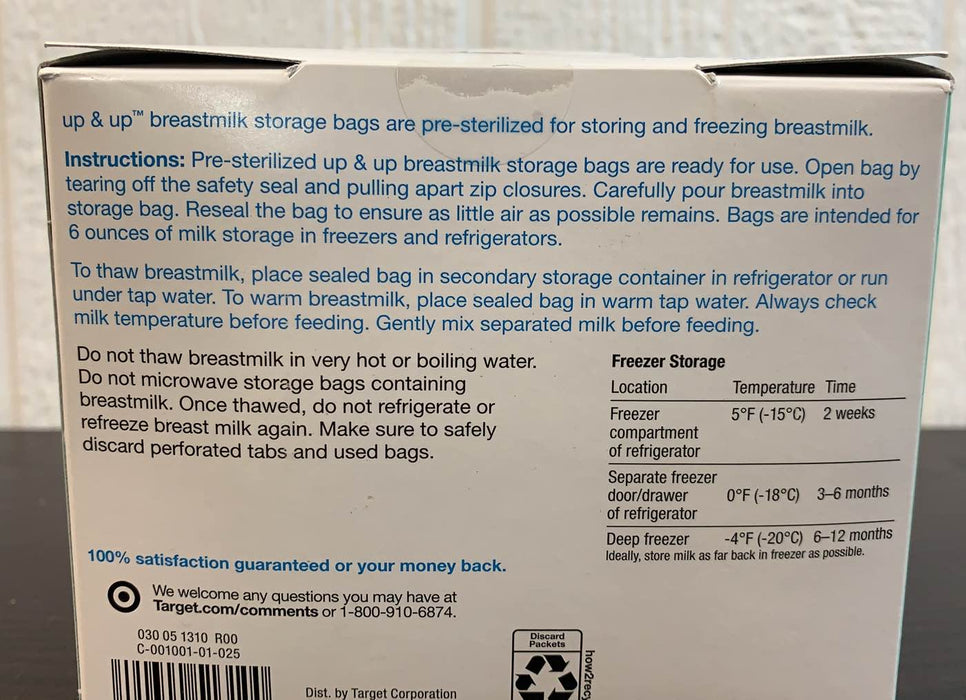 up & up™ breastmilk storage bags are pre-sterilized for storing and freezing breastmilk.
Instructions: Pre-sterilized up & up breastmilk storage bags are ready for use. Open bag by
tearing off the safety seal and pulling apart zip closures. Carefully pour breastmilk into
storage bag. Reseal the bag to ensure as little air as possible remains. Bags are intended for
6 ounces of milk storage in freezers and refrigerators.
To thaw breastmilk, place sealed bag in secondary storage container in refrigerator or run
under tap water. To warm breastmilk, place sealed bag in warm tap water. Always check
milk temperature before feeding. Gently mix separated milk before feeding.
Do not thaw breastmilk in very hot or boiling water.
Do not microwave storage bags containing
breastmilk. Once thawed, do not refrigerate or
refreeze breast milk again. Make sure to safely
discard perforated tabs and used bags.
Freezer Storage
Location Temperature Time
Freezer 5°F (-15°C) 2 weeks
compartment
of refrigerator
Separate freezer
door/drawer 0°F (-18°C) 3–6 months
of refrigerator
Deep freezer -4°F (-20°C) 6–12 months
Ideally, store milk as far back in freezer as possible.
100% satisfaction guaranteed or your money back.
We welcome any questions you may have at
Target.com/comments or 1-800-910-6874.
030 05 1310 R00
C-001001-01-025
Dist. by Target Corporation
Discard
Packets